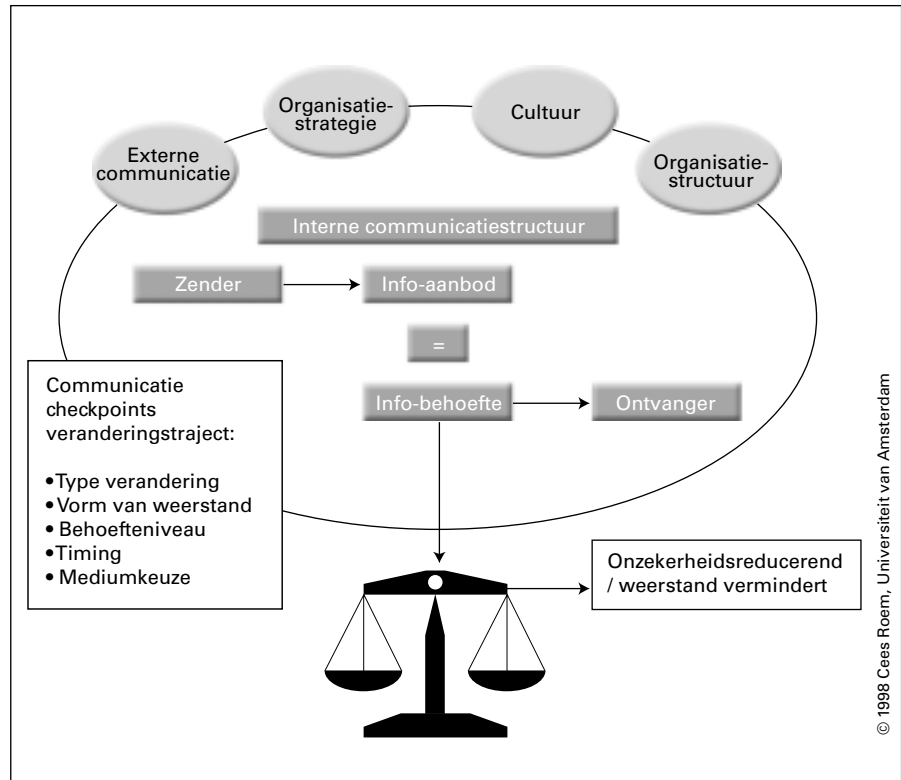 Organisatie-
strategie
Cultuur
Externe
communicatie
Organisatie-
structuur
Interne communicatiestructuur
Zender
Info-aanbod
=
Info-behoefte
Ontvanger
Communicatie
checkpoints
veranderingstraject:
•Type verandering
•Vorm van weerstand
•Behoefteniveau
•Timing
•Mediumkeuze
Onzekerheidsreducerend
/ weerstand vermindert
© 1998 Cees Roem, Universiteit van Amsterdam